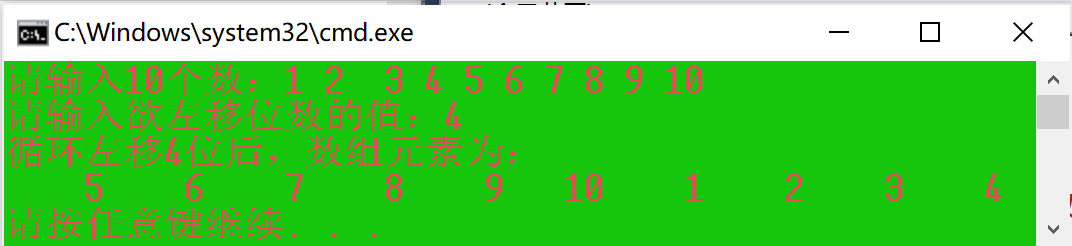 C:\Windows\system32\cmd.exe
请输入10个数：1 2  3 4 5 6 7 8 9 10
请输入欲左移位数的值：4
循环左移4位后，数组元素为：
    5    6    7    8    9   10    1    2    3    4
请按任意键继续. . .